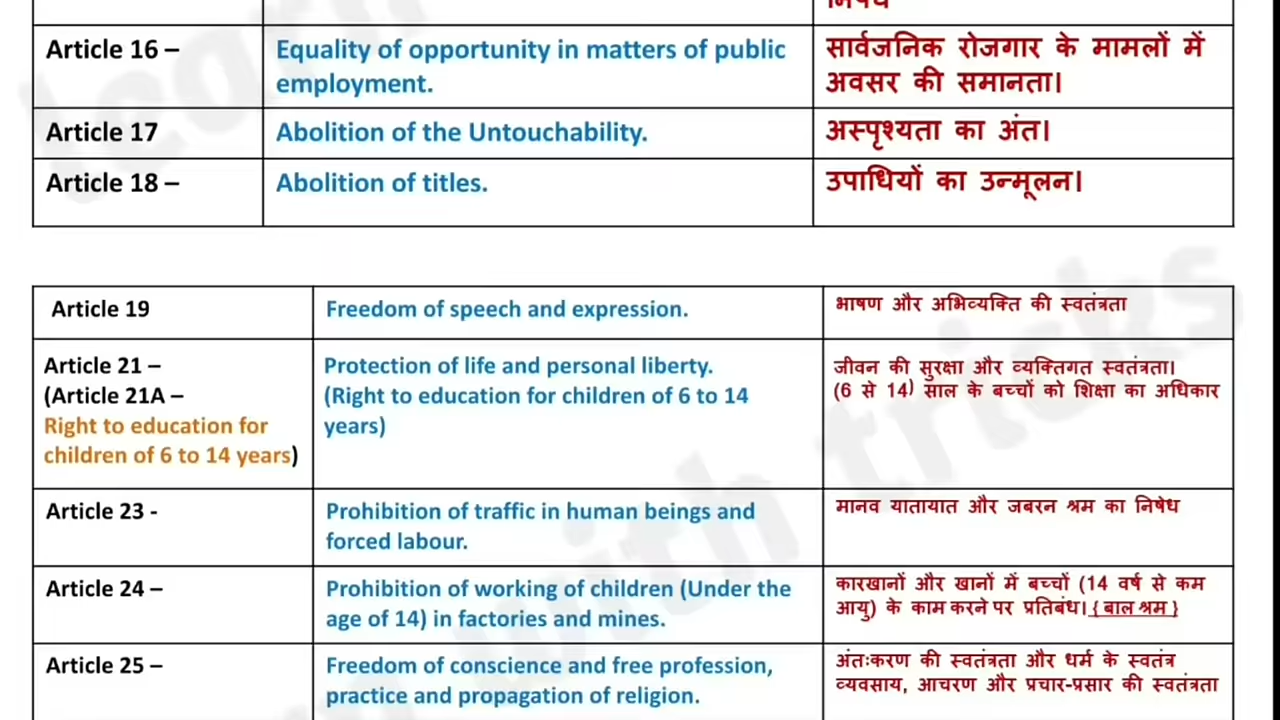 निषेध
Article 16 – Equality of opportunity in matters of public सार्वजनिक रोजगार के मामलों में
employment. अवसर की समानता।
Article 17 Abolition of the Untouchability. अस्पृश्यता का अंत।
Article 18 – Abolition of titles. उपाधियों का उन्मूलन।
Article 19 Freedom of speech and expression. भाषण और अभिव्यक्ति की स्वतंत्रता
Article 21 – Protection of life and personal liberty. जीवन की सुरक्षा और व्यक्तिगत स्वतंत्रता।
(Article 21A – (Right to education for children of 6 to 14 (6 से 14) साल के बच्चों को शिक्षा का अधिकार
Right to education for years)
children of 6 to 14 years)
Article 23 - Prohibition of traffic in human beings and मानव यातायात और जबरन श्रम का निषेध
forced labour.
Article 24 – Prohibition of working of children (Under the कारखानों और खानों में बच्चों (14 वर्ष से कम
age of 14) in factories and mines. आयु) के काम करने पर प्रतिबंध। { बाल श्रम }
Article 25 – Freedom of conscience and free profession, अंतःकरण की स्वतंत्रता और धर्म के स्वतंत्र
practice and propagation of religion. व्यवसाय, आचरण और प्रचार-प्रसार की स्वतंत्रता
learn with tricks